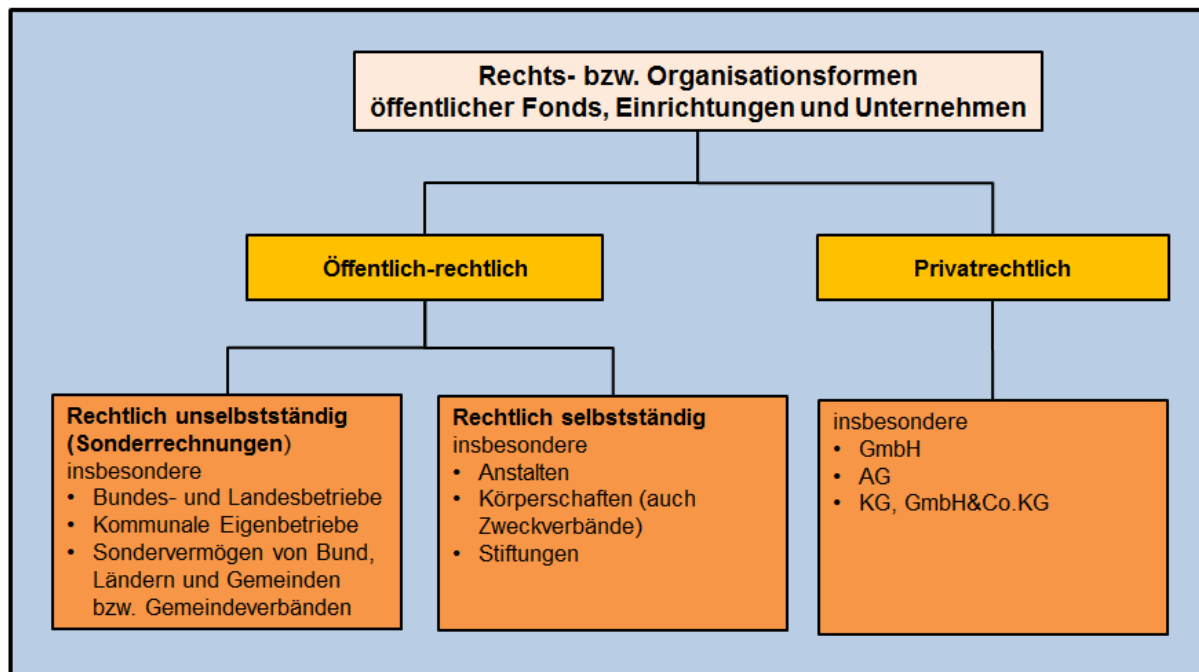 Rechts- bzw. Organisationsformen
öffentlicher Fonds, Einrichtungen und Unternehmen
Öffentlich-rechtlich
Privatrechtlich
Rechtlich unselbstständig
(Sonderrechnungen)
insbesondere
• Bundes- und Landesbetriebe
• Kommunale Eigenbetriebe
• Sondervermögen von Bund,
Ländern und Gemeinden
bzw. Gemeindeverbänden
Rechtlich selbstständig
insbesondere
• Anstalten
• Körperschaften (auch
Zweckverbände)
• Stiftungen
insbesondere
• GmbH
• AG
• KG, GmbH&Co.KG